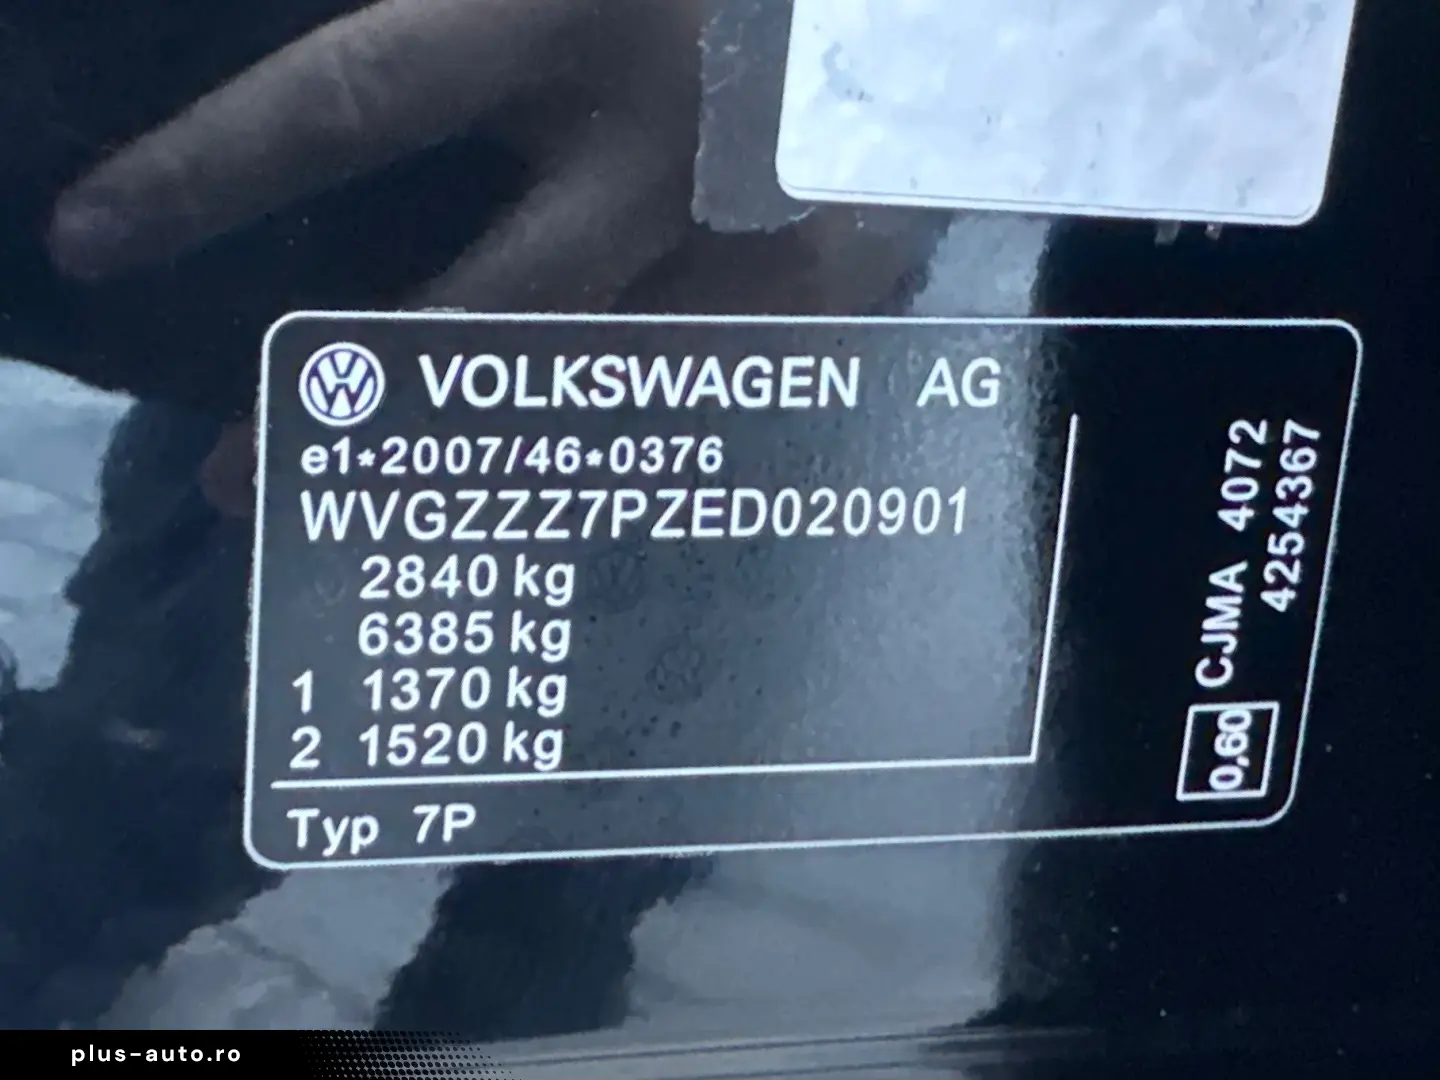 VOLKSWAGEN AG
e1*2007/46*0376
WVGZZZ7PZED020901
2840 kg
6385 kg
1 1370 kg
2 1520 kg
Typ 7P
CJMA 4072
4254367
0,60
plus-auto.ro